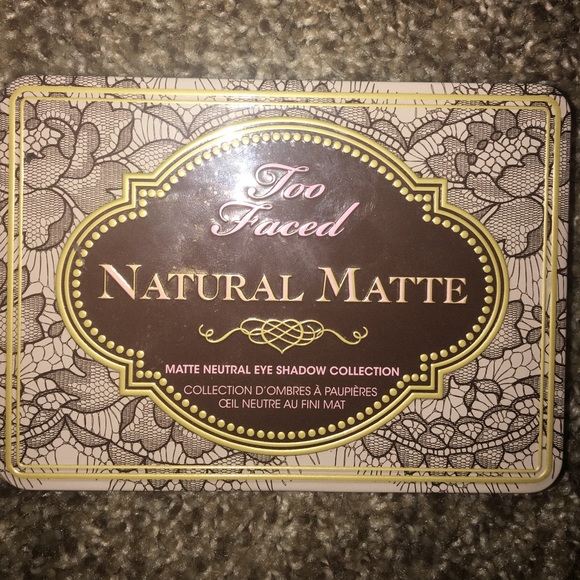 Too
Faced
NATURAL MATTE
MATTE NEUTRAL EYE SHADOW COLLECTION
COLLECTION D'OMBRES À PAUPIÈRES
ŒIL NEUTRE AU FINI MAT